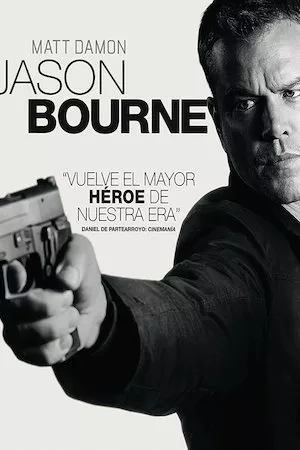 MATT DAMON
JASON
BOURNE
“VUELVE EL MAYOR
HÉROE DE
NUESTRA ERA”
DANIEL DE PARTEARROYO: CINEMANÍA